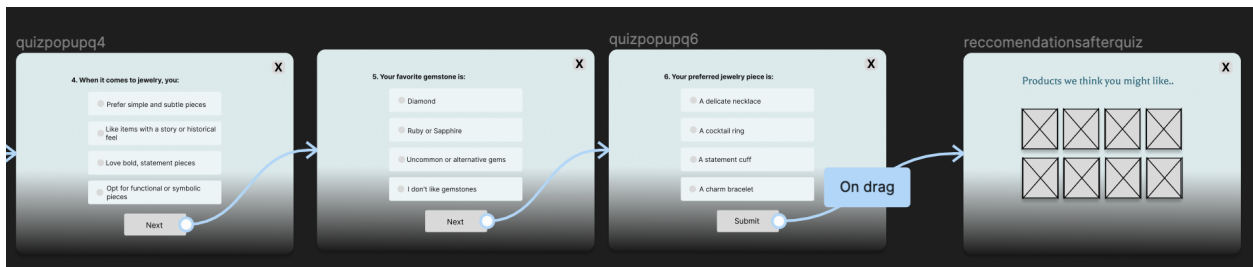 quizpopupq4
X
4. When it comes to jewelry, you:
Prefer simple and subtle pieces
Like items with a story or historical
feel
Love bold, statement pieces
Opt for functional or symbolic
pieces
Next
X
5. Your favorite gemstone is:
Diamond
Ruby or Sapphire
Uncommon or alternative gems
I don't like gemstones
Next
quizpopupq6
X
6. Your preferred jewelry piece is:
A delicate necklace
A cocktail ring
A statement cuff
A charm bracelet
Submit
On drag
reccomendationsafterquiz
X
Products we think you might like..